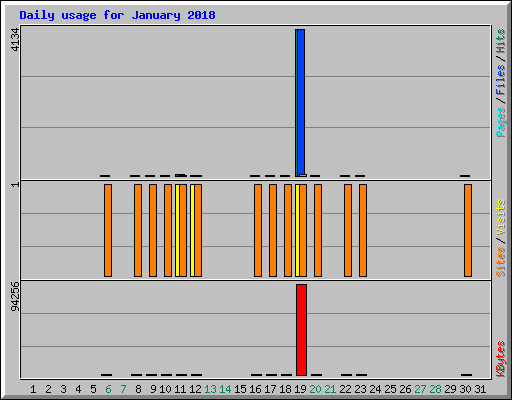 Daily usage for January 2018
4134
1
94256
Pages/Files/Hits
Sites/Visits
KBytes
1 2 3 4 5 6 7 8 9 10 11 12 13 14 15 16 17 18 19 20 21 22 23 24 25 26 27 28 29 30 31